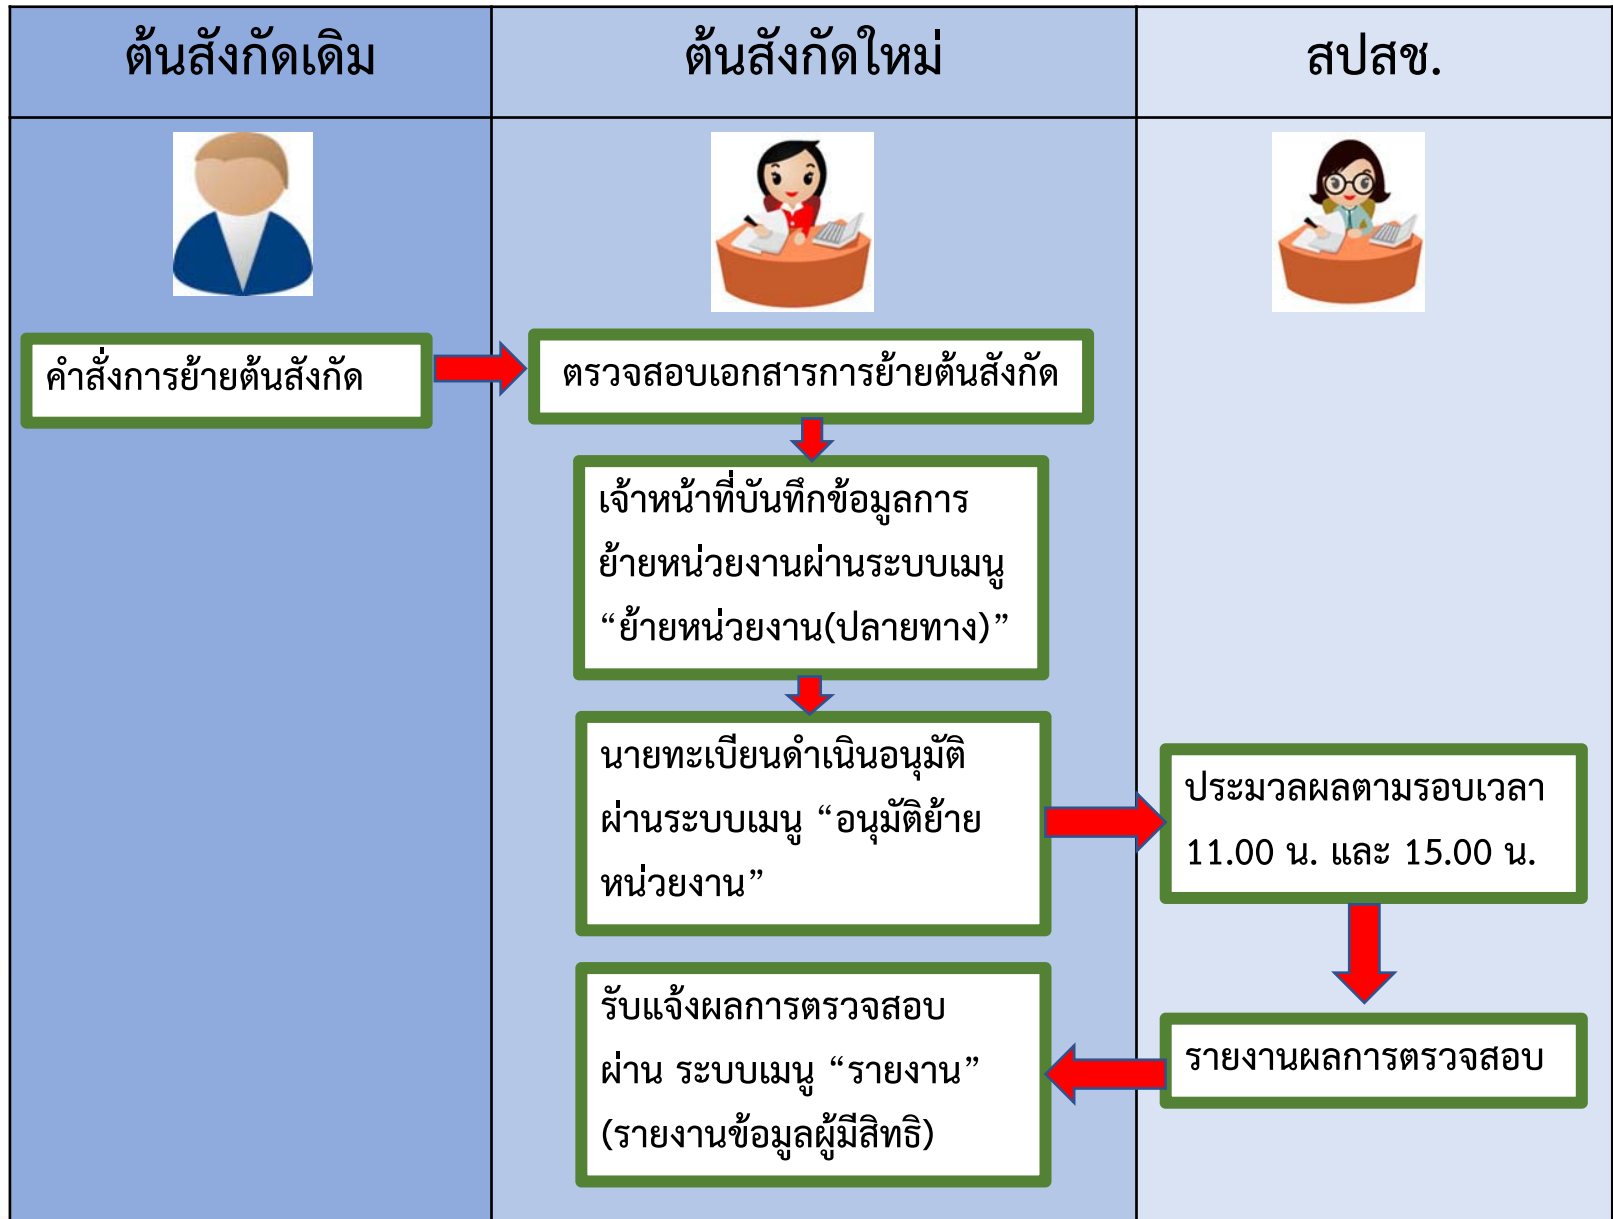 ต้นสังกัดเดิม
ต้นสังกัดใหม่
สปสช.
คำสั่งการย้ายต้นสังกัด
ตรวจสอบเอกสารการย้ายต้นสังกัด
เจ้าหน้าที่บันทึกข้อมูลการ
ย้ายหน่วยงานผ่านระบบเมนู
“ย้ายหน่วยงาน(ปลายทาง)”
นายทะเบียนดำเนินอนุมัติ
ผ่านระบบเมนู “อนุมัติย้าย
หน่วยงาน”
ประมวลผลตามรอบเวลา
11.00 น. และ 15.00 น.
รายงานผลการตรวจสอบ
รับแจ้งผลการตรวจสอบ
ผ่าน ระบบเมนู “รายงาน”
(รายงานข้อมูลผู้มีสิทธิ)